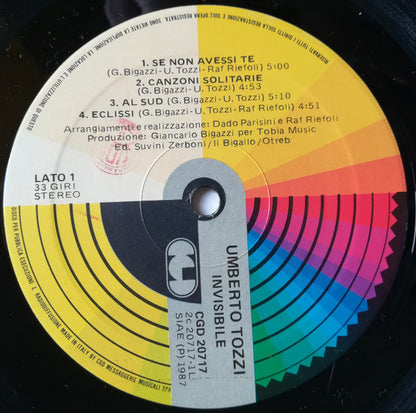 1. SE NON AVESSI TE
(G. Bigazzi-U. Tozzi-Raf Riefoli) 5:00
2. CANZONI SOLITARIE
(G. Bigazzi-U. Tozzi) 4:53
3. AL SUD (G. Bigazzi-U. Tozzi) 5:10
4. ECLISSI (G. Bigazzi-U. Tozzi-Raf Riefoli) 4:51
Arrangiamenti e realizzazione: Dado Parisini e Raf Riefoli
Produzione: Giancarlo Bigazzi per Tobia Music
Ed. Suvini Zerboni/Il Bigallo/Otreb
LATO 1
33 GIRI
STEREO
UMBERTO TOZZI
INVISIBILE
CGD 20717
2c 20717-1L
SIAE (P) 1987